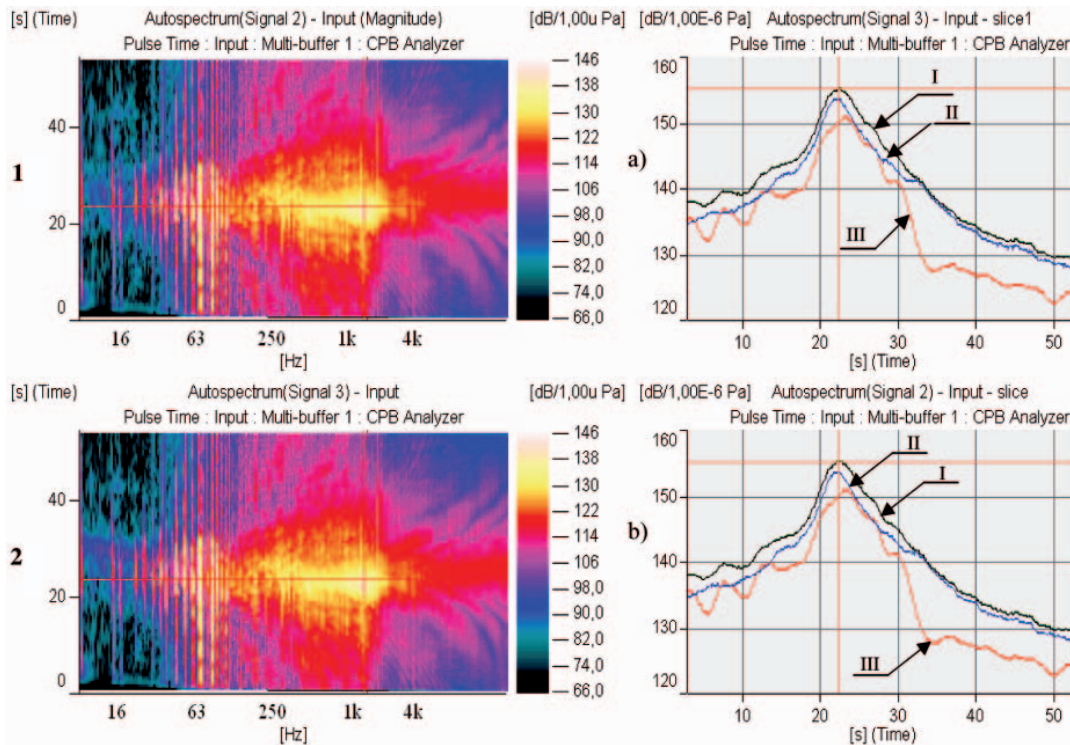 [s] (Time) Autospectrum(Signal 2) - Input (Magnitude) [dB/1,00u Pa]
Pulse Time : Input : Multi-buffer 1 : CPB Analyzer
146
138
130
122
114
106
98,0
90,0
82,0
74,0
66,0
40
20
0
1
16 63 250 1k 4k
[Hz]
[dB/1,00E-6 Pa] Autospectrum(Signal 3) - Input - slice1
Pulse Time : Input : Multi-buffer 1 : CPB Analyzer
160
150
140
130
120
a)
I
II
III
10 20 30 40 50
[s] (Time)
[s] (Time) Autospectrum(Signal 3) - Input [dB/1,00u Pa]
Pulse Time : Input : Multi-buffer 1 : CPB Analyzer
146
138
130
122
114
106
98,0
90,0
82,0
74,0
66,0
40
20
0
2
16 63 250 1k 4k
[Hz]
[dB/1,00E-6 Pa] Autospectrum(Signal 2) - Input - slice
Pulse Time : Input : Multi-buffer 1 : CPB Analyzer
160
150
140
130
120
b)
II
I
III
10 20 30 40 50
[s] (Time)